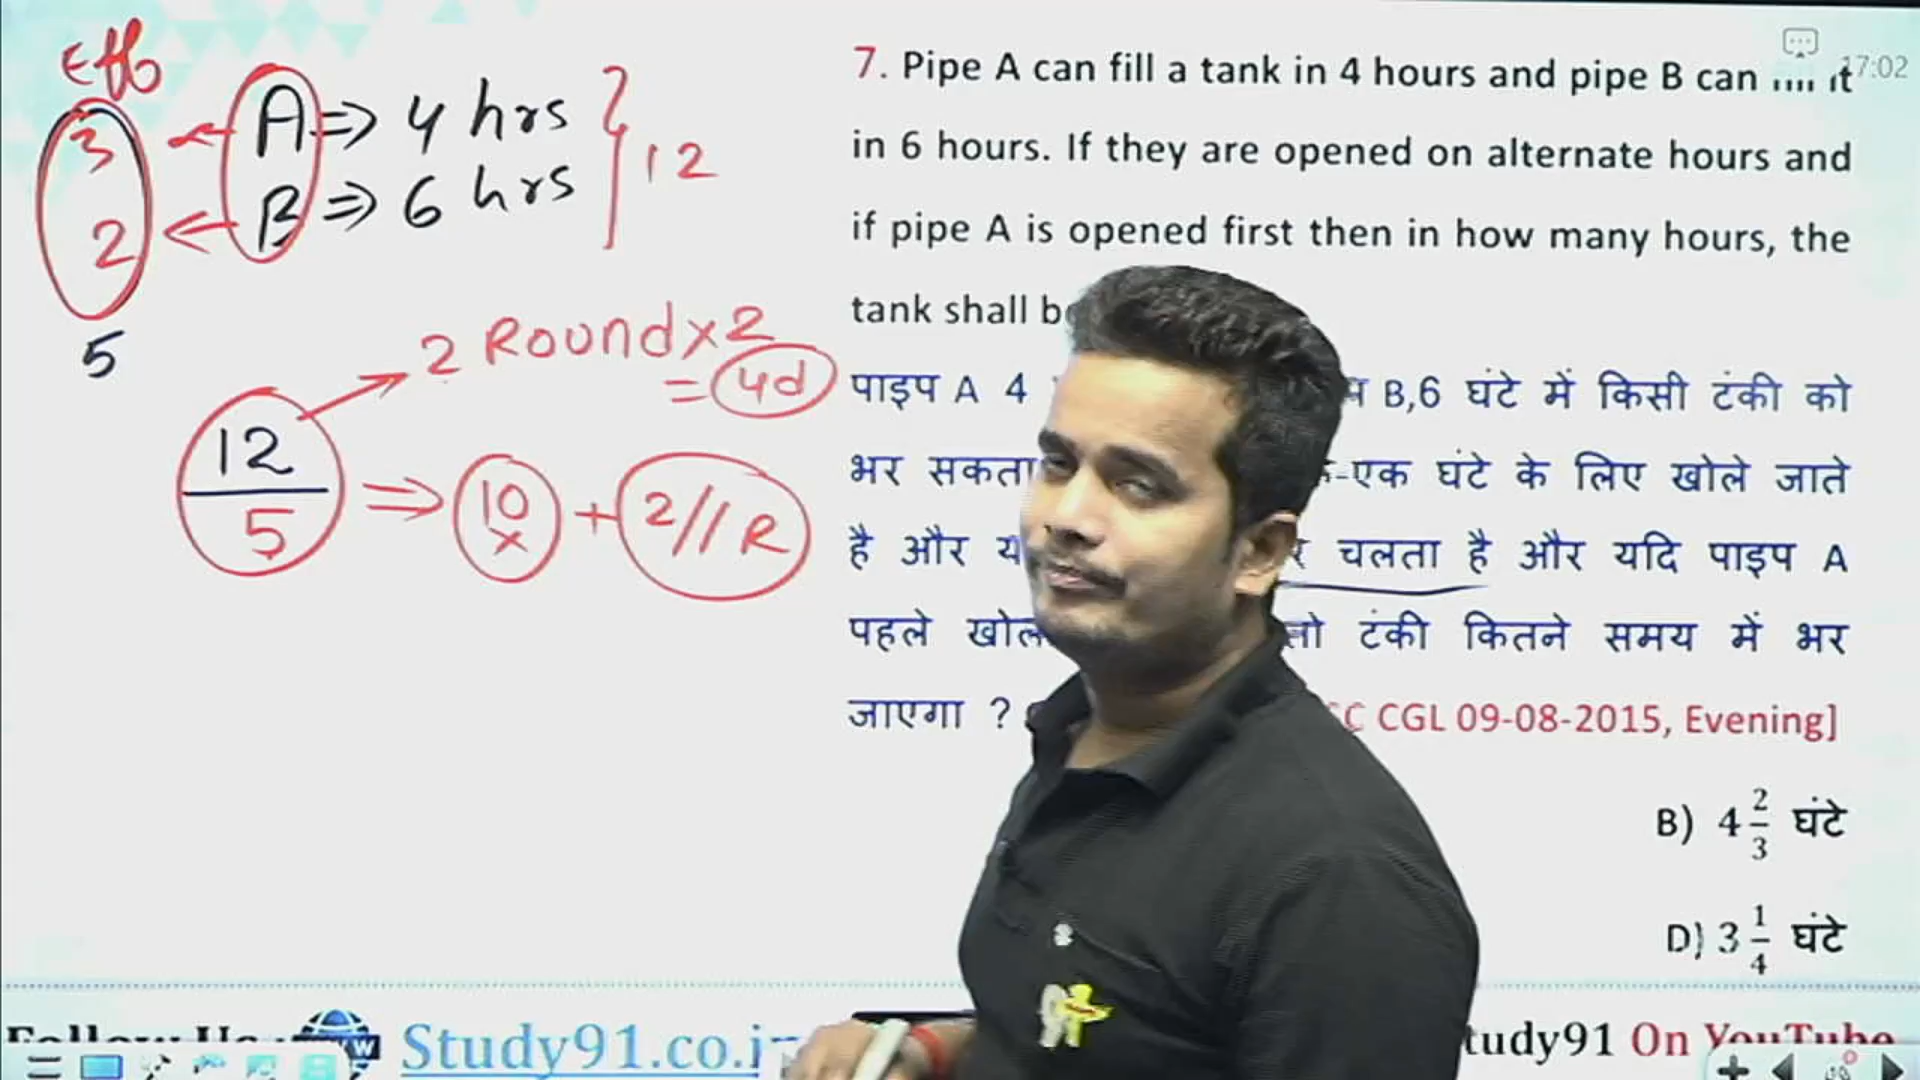 Effi
3 ← A ⇒ 4 hrs
2 ← B ⇒ 6 hrs
} 12
5
2 Round x 2
= 4d
12/5 ⇒ 10 x + 2 // R
7. Pipe A can fill a tank in 4 hours and pipe B can it
in 6 hours. If they are opened on alternate hours and
if pipe A is opened first then in how many hours, the
tank shall b
पाइप A 4 B,6 घंटे में किसी टंकी को
भर सकता -एक घंटे के लिए खोले जाते
है और चलता है और यदि पाइप A
पहले खोल तो टंकी कितने समय में भर
जाएगा ? C CGL 09-08-2015, Evening]
B) 4 2/3 घंटे
D) 3 1/4 घंटे
17:02
Follow Us
Study91.co.i
tudy91 On YouTube